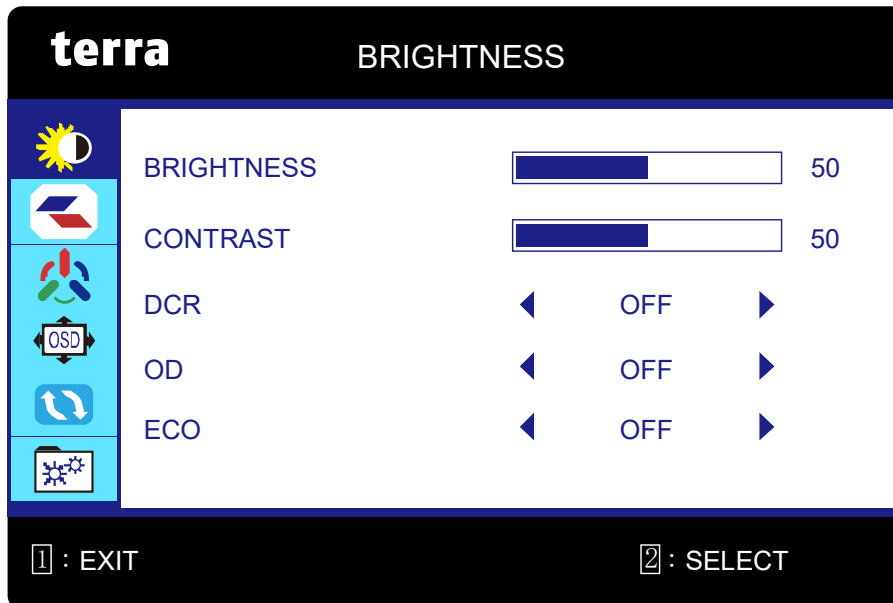 terra BRIGHTNESS
BRIGHTNESS 50
CONTRAST 50
DCR OFF
OSD
OD OFF
ECO OFF
1 : EXIT 2 : SELECT